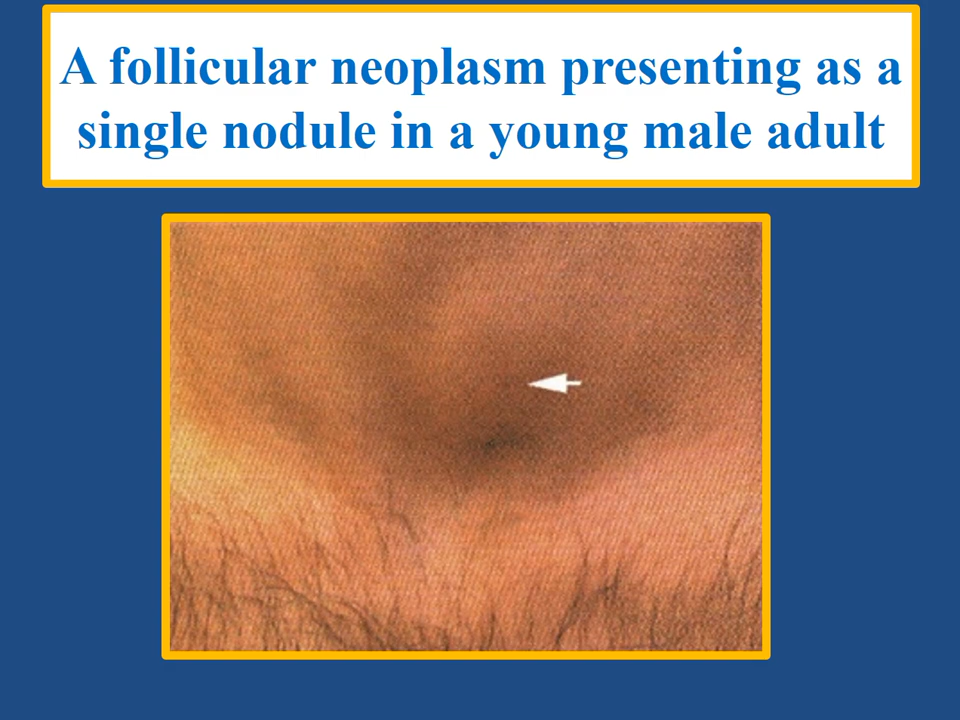 A follicular neoplasm presenting as a
single nodule in a young male adult